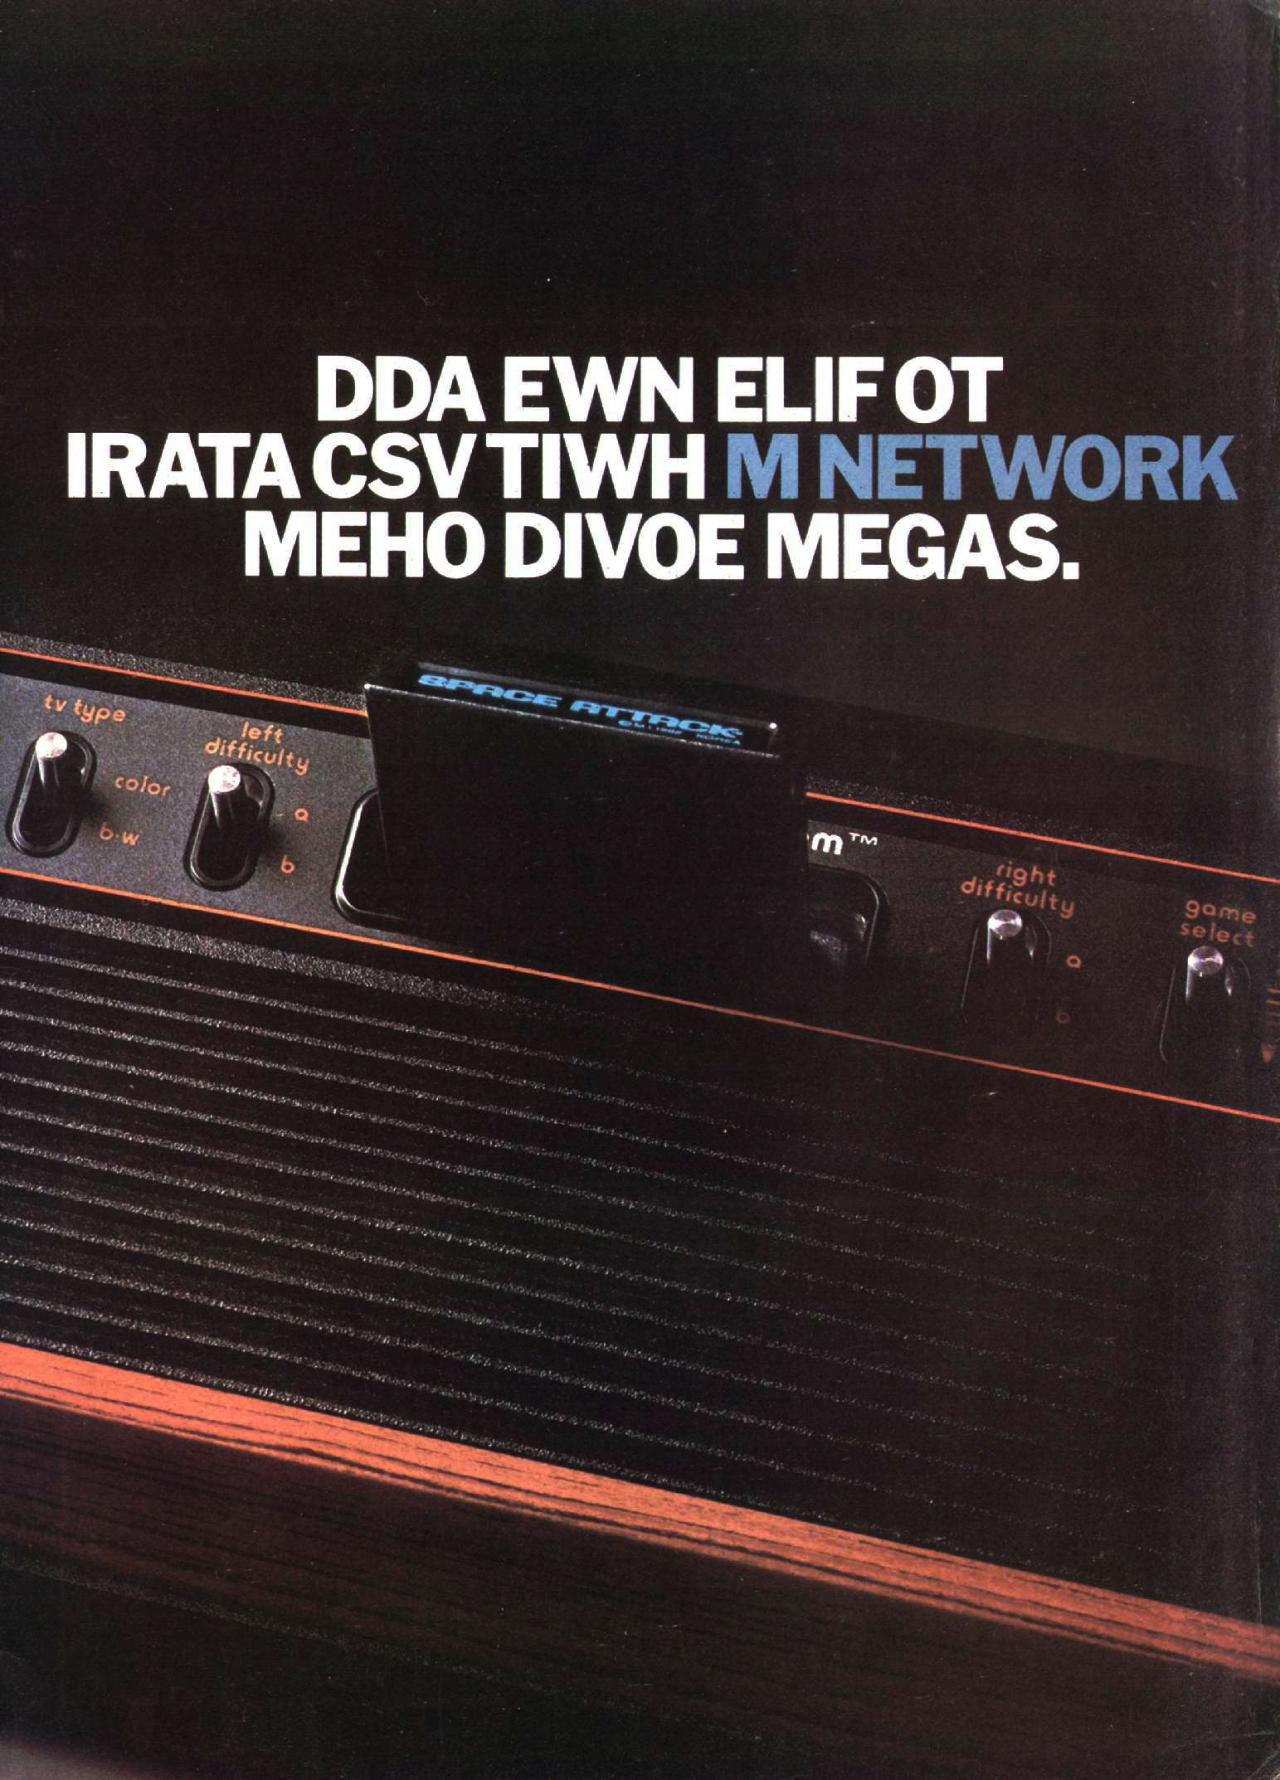 DDA EWN ELIF OT
IRATA CSV TIWH M NETWORK
MEHO DIVOE MEGAS.
SPACE ATTACK
tv type
color
b·w
left
difficulty
a
b
m™
right
difficulty
a
b
game
select